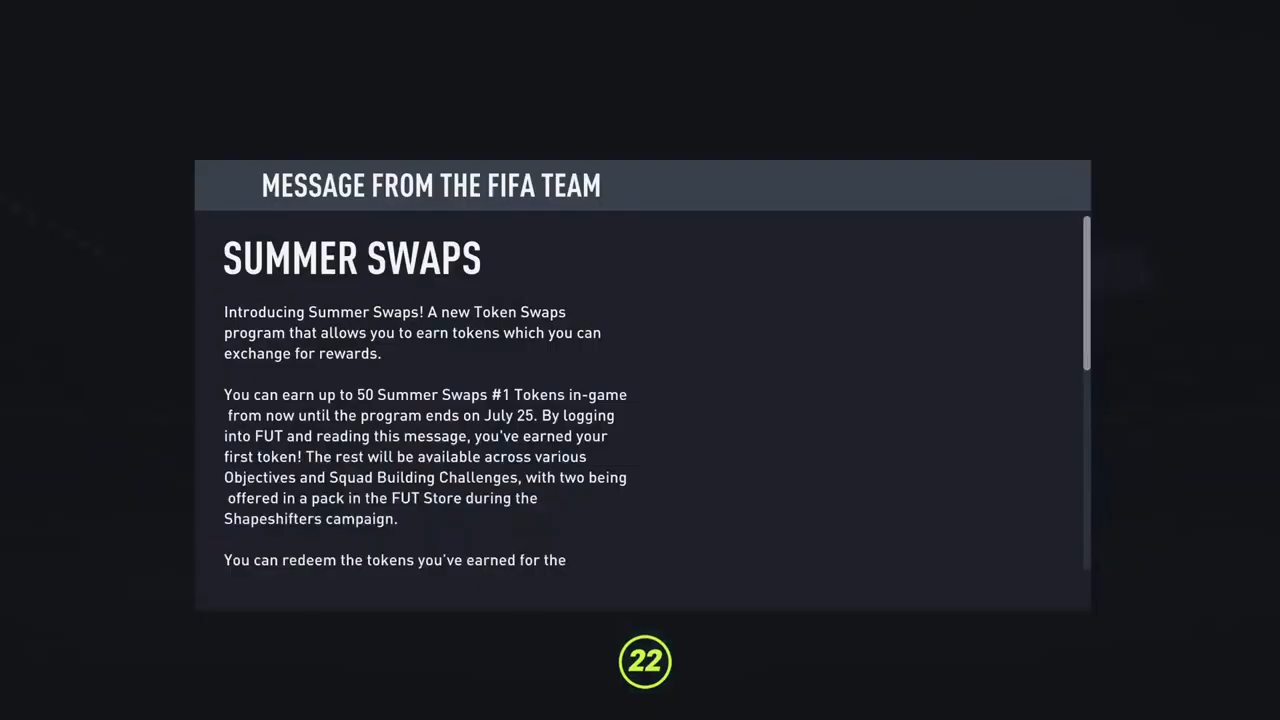 MESSAGE FROM THE FIFA TEAM
SUMMER SWAPS
Introducing Summer Swaps! A new Token Swaps
program that allows you to earn tokens which you can
exchange for rewards.
You can earn up to 50 Summer Swaps #1 Tokens in-game
from now until the program ends on July 25. By logging
into FUT and reading this message, you've earned your
first token! The rest will be available across various
Objectives and Squad Building Challenges, with two being
offered in a pack in the FUT Store during the
Shapeshifters campaign.
You can redeem the tokens you've earned for the
22